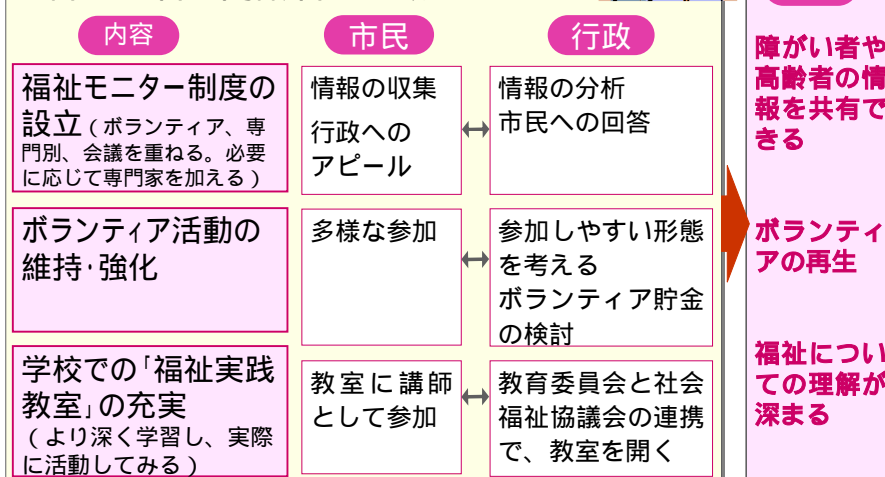 内容
市民
行政
福祉モニター制度の
設立（ボランティア、専
門別、会議を重ねる。必要
に応じて専門家を加える）
情報の収集
行政への
アピール
情報の分析
市民への回答
ボランティア活動の
維持・強化
多様な参加
参加しやすい形態
を考える
ボランティア貯金
の検討
学校での「福祉実践
教室」の充実
（より深く学習し、実際
に活動してみる）
教室に講師
として参加
教育委員会と社会
福祉協議会の連携
で、教室を開く
障がい者や
高齢者の情
報を共有で
きる
ボランティ
アの再生
福祉につい
ての理解が
深まる